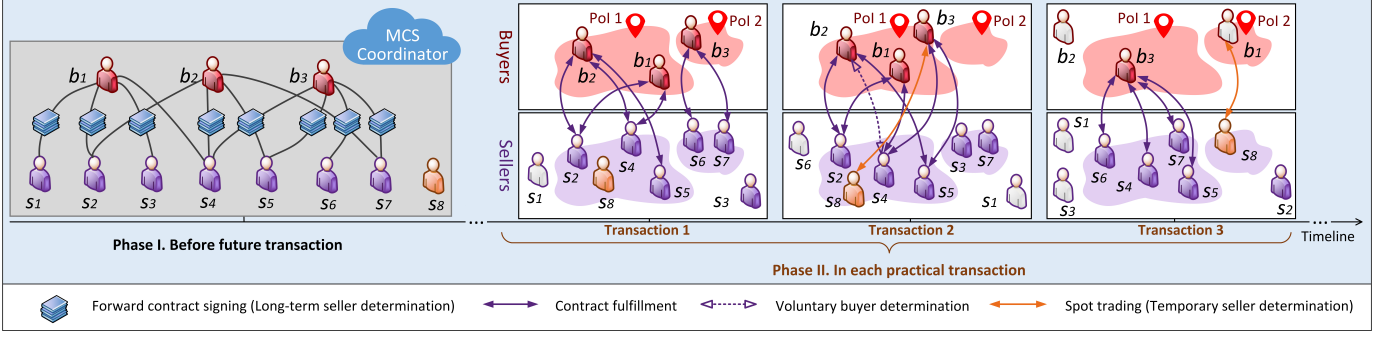 MCS
Coordinator
b1
b2
b3
s1
s2
s3
s4
s5
s6
s7
s8
Phase I. Before future transaction
Buyers
Sellers
PoI 1
PoI 2
b2
b1
b3
s1
s2
s8
s4
s5
s6
s7
s3
Transaction 1
b2
b1
b3
PoI 1
PoI 2
s6
s2
s8
s4
s5
s3
s7
s1
Transaction 2
b2
b3
PoI 1
PoI 2
b1
s1
s3
s6
s4
s7
s5
s8
s2
Transaction 3
...
...
Timeline
Phase II. In each practical transaction
Forward contract signing (Long-term seller determination)
Contract fulfillment
Voluntary buyer determination
Spot trading (Temporary seller determination)